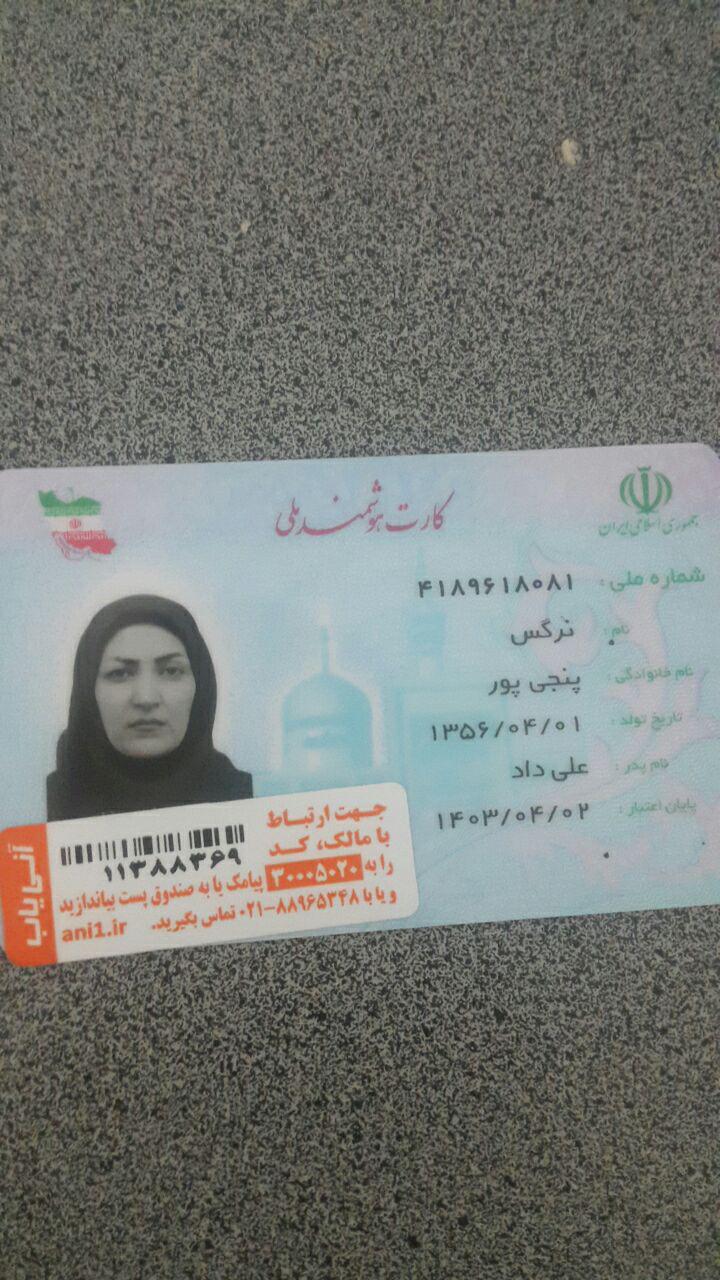 جمهوری اسلامی ایران
کارت هوشمند ملی
شماره ملی: ۴۱۸۹۶۱۸۰۸۱
نام: نرگس
نام خانوادگی: پنجی پور
تاریخ تولد: ۱۳۵۶/۰۴/۰۱
نام پدر: علی داد
پایان اعتبار: ۱۴۰۳/۰۴/۰۲
آنی‌یاب
۱۱۳۸۸۳۶۹
جهت ارتباط
با مالک، کد
را به ۳۰۰۰۵۰۲۰ پیامک یا به صندوق پست بیاندازید
و یا با ۸۸۹۶۵۳۴۸-۰۲۱ تماس بگیرید.
ani1.ir